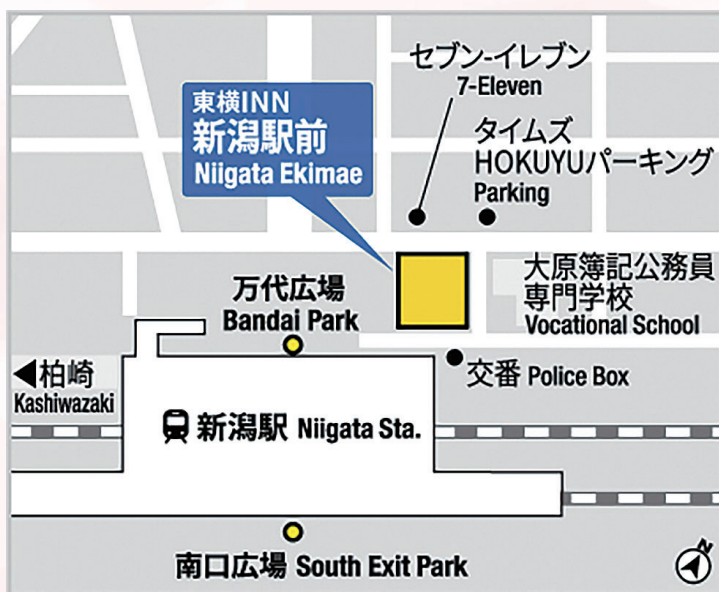 セブン-イレブン
7-Eleven
東横INN
新潟駅前
Niigata Ekimae
タイムズ
HOKUYUパーキング
Parking
大原簿記公務員
専門学校
Vocational School
万代広場
Bandai Park
柏崎
Kashiwazaki
交番 Police Box
新潟駅 Niigata Sta.
南口広場 South Exit Park
N